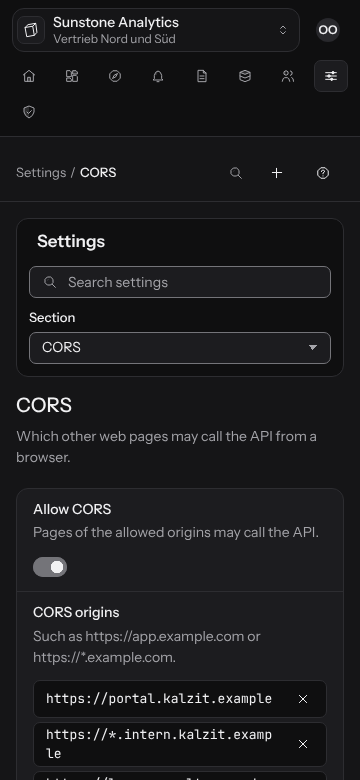 Sunstone Analytics
Vertrieb Nord und Süd
OO
Settings / CORS
Settings
Search settings
Section
CORS
CORS
Which other web pages may call the API from a
browser.
Allow CORS
Pages of the allowed origins may call the API.
CORS origins
Such as https://app.example.com or
https://*.example.com.
https://portal.kalzit.example
https://*.intern.kalzit.examp
le